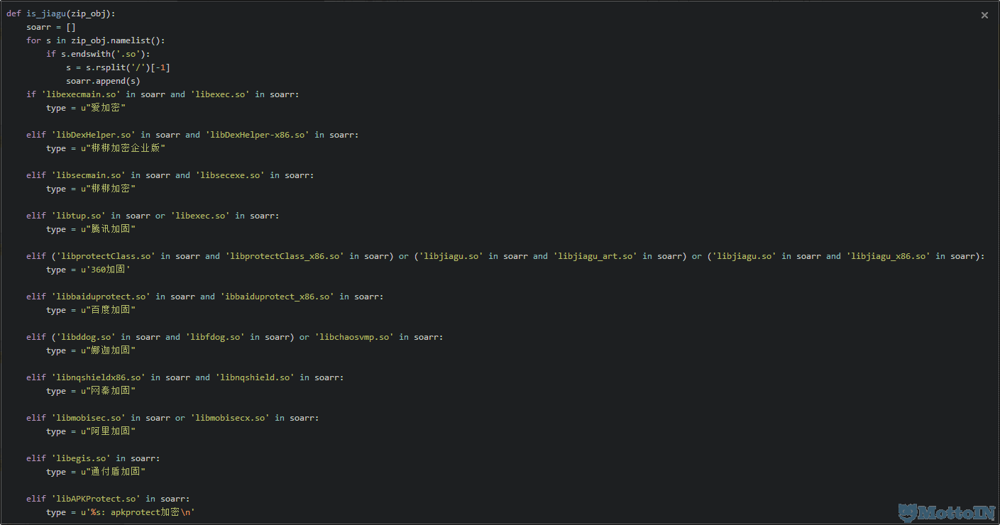 def is_jiagu(zip_obj):
    soarr = []
    for s in zip_obj.namelist():
        if s.endswith('.so'):
            s = s.rsplit('/')[-1]
            soarr.append(s)
    if 'libexecmain.so' in soarr and 'libexec.so' in soarr:
        type = u"爱加密"
    elif 'libDexHelper.so' in soarr and 'libDexHelper-x86.so' in soarr:
        type = u"梆梆加密企业版"
    elif 'libsecmain.so' in soarr and 'libsecexe.so' in soarr:
        type = u"梆梆加密"
    elif 'libtup.so' in soarr or 'libexec.so' in soarr:
        type = u"腾讯加固"
    elif ('libprotectClass.so' in soarr and 'libprotectClass_x86.so' in soarr) or ('libjiagu.so' in soarr and 'libjiagu_art.so' in soarr) or ('libjiagu.so' in soarr and 'libjiagu_x86.so' in soarr):
        type = u'360加固'
    elif 'libbaiduprotect.so' in soarr and 'ibbaiduprotect_x86.so' in soarr:
        type = u"百度加固"
    elif ('libddog.so' in soarr and 'libfdog.so' in soarr) or 'libchaosvmp.so' in soarr:
        type = u"娜迦加固"
    elif 'libnqshieldx86.so' in soarr and 'libnqshield.so' in soarr:
        type = u"网秦加固"
    elif 'libmobisec.so' in soarr or 'libmobisecx.so' in soarr:
        type = u"阿里加固"
    elif 'libegis.so' in soarr:
        type = u"通付盾加固"
    elif 'libAPKProtect.so' in soarr:
        type = u'%s: apkprotect加密\n'
MottoIN